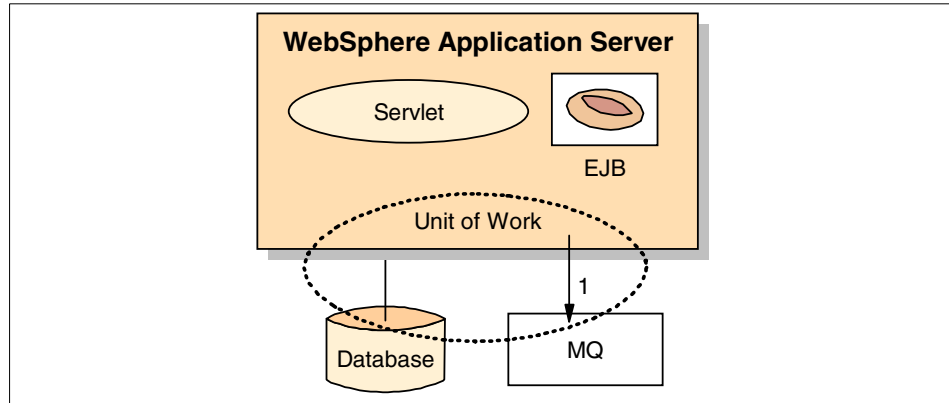 WebSphere Application Server
Servlet
EJB
Unit of Work
1
Database
MQ